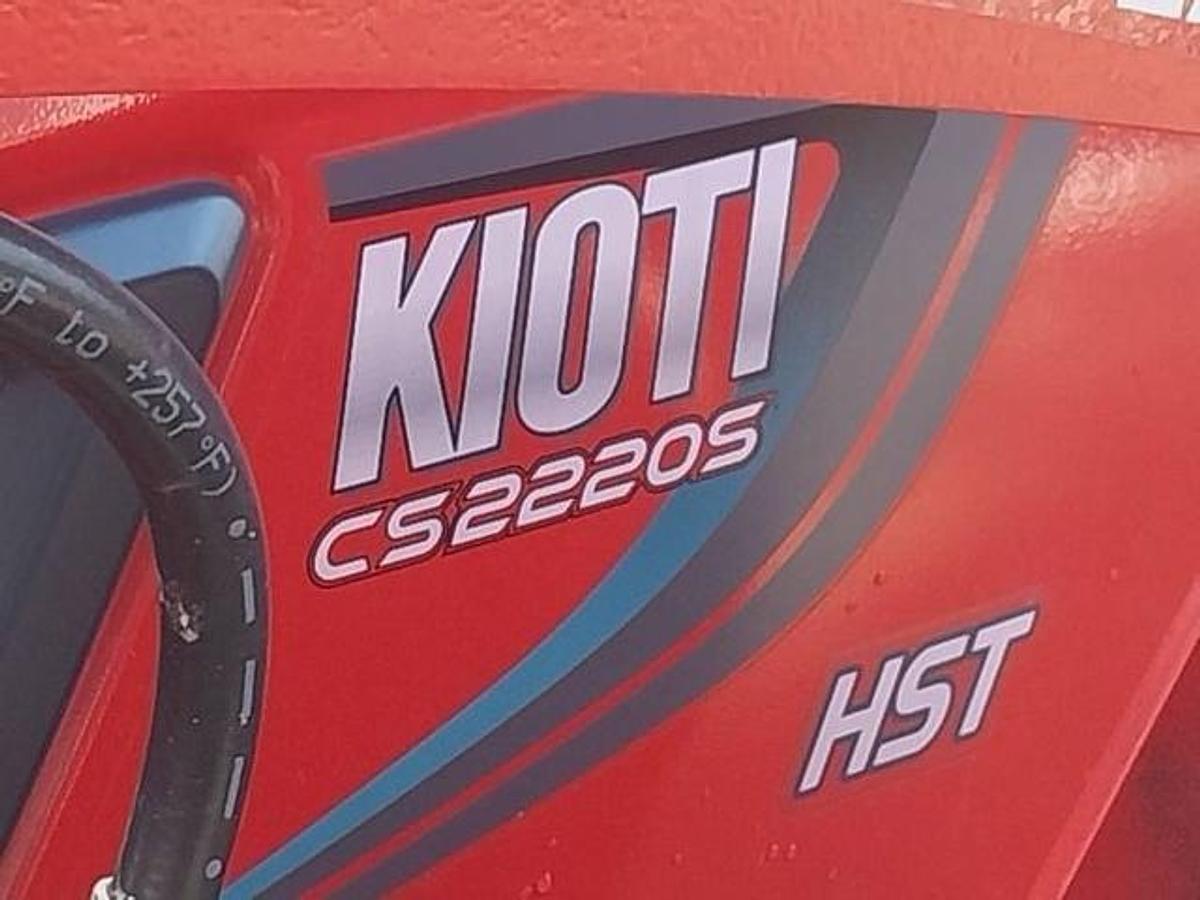 KIOTI
CS2220S
HST
°F to +257°F)